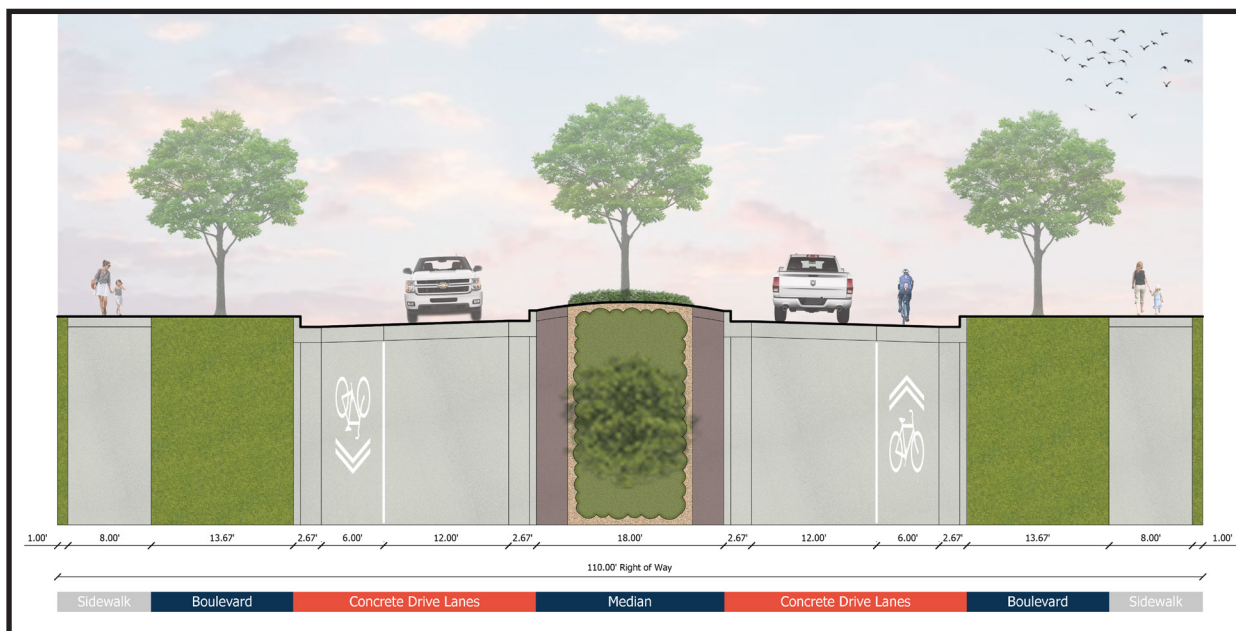 1.00' 8.00' 13.67' 2.67' 6.00' 12.00' 2.67' 18.00' 2.67' 12.00' 6.00' 2.67' 13.67' 8.00' 1.00'
110.00' Right of Way
Sidewalk Boulevard Concrete Drive Lanes Median Concrete Drive Lanes Boulevard Sidewalk